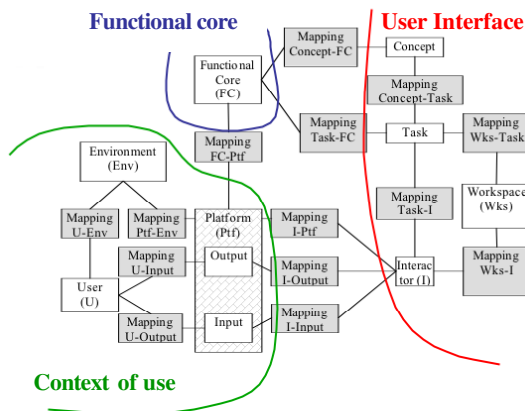 Functional core
User Interface
Mapping
Concept-FC
Concept
Functional
Core
(FC)
Mapping
Concept-Task
Mapping
Task-FC
Task
Mapping
Wks-Task
Mapping
FC-Ptf
Environment
(Env)
Mapping
Task-I
Workspace
(Wks)
Mapping
U-Env
Mapping
Ptf-Env
Platform
(Ptf)
Mapping
I-Ptf
Mapping
U-Input
Output
Mapping
I-Output
Interac
tor (I)
Mapping
Wks-I
User
(U)
Mapping
U-Output
Input
Mapping
I-Input
Context of use